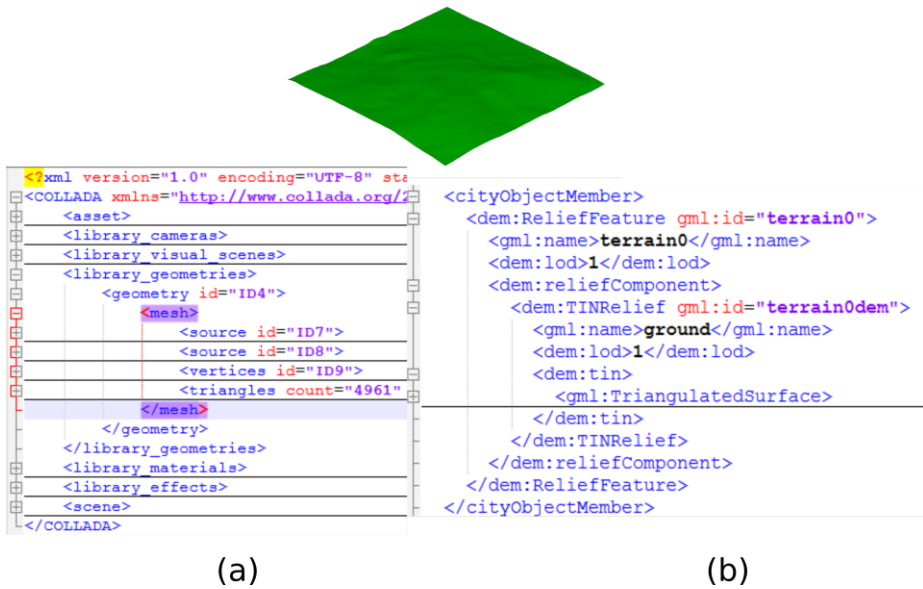 <?xml version="1.0" encoding="UTF-8" sta
<COLLADA xmlns="http://www.collada.org/2
<asset>
<library_cameras>
<library_visual_scenes>
<library_geometries>
<geometry id="ID4">
<mesh>
<source id="ID7">
<source id="ID8">
<vertices id="ID9">
<triangles count="4961"
</mesh>
</geometry>
</library_geometries>
<library_materials>
<library_effects>
<scene>
</COLLADA>
(a)
<cityObjectMember>
<dem:ReliefFeature gml:id="terrain0">
<gml:name>terrain0</gml:name>
<dem:lod>1</dem:lod>
<dem:reliefComponent>
<dem:TINRelief gml:id="terrain0dem">
<gml:name>ground</gml:name>
<dem:lod>1</dem:lod>
<dem:tin>
<gml:TriangulatedSurface>
</dem:tin>
</dem:TINRelief>
</dem:reliefComponent>
</dem:ReliefFeature>
</cityObjectMember>
(b)